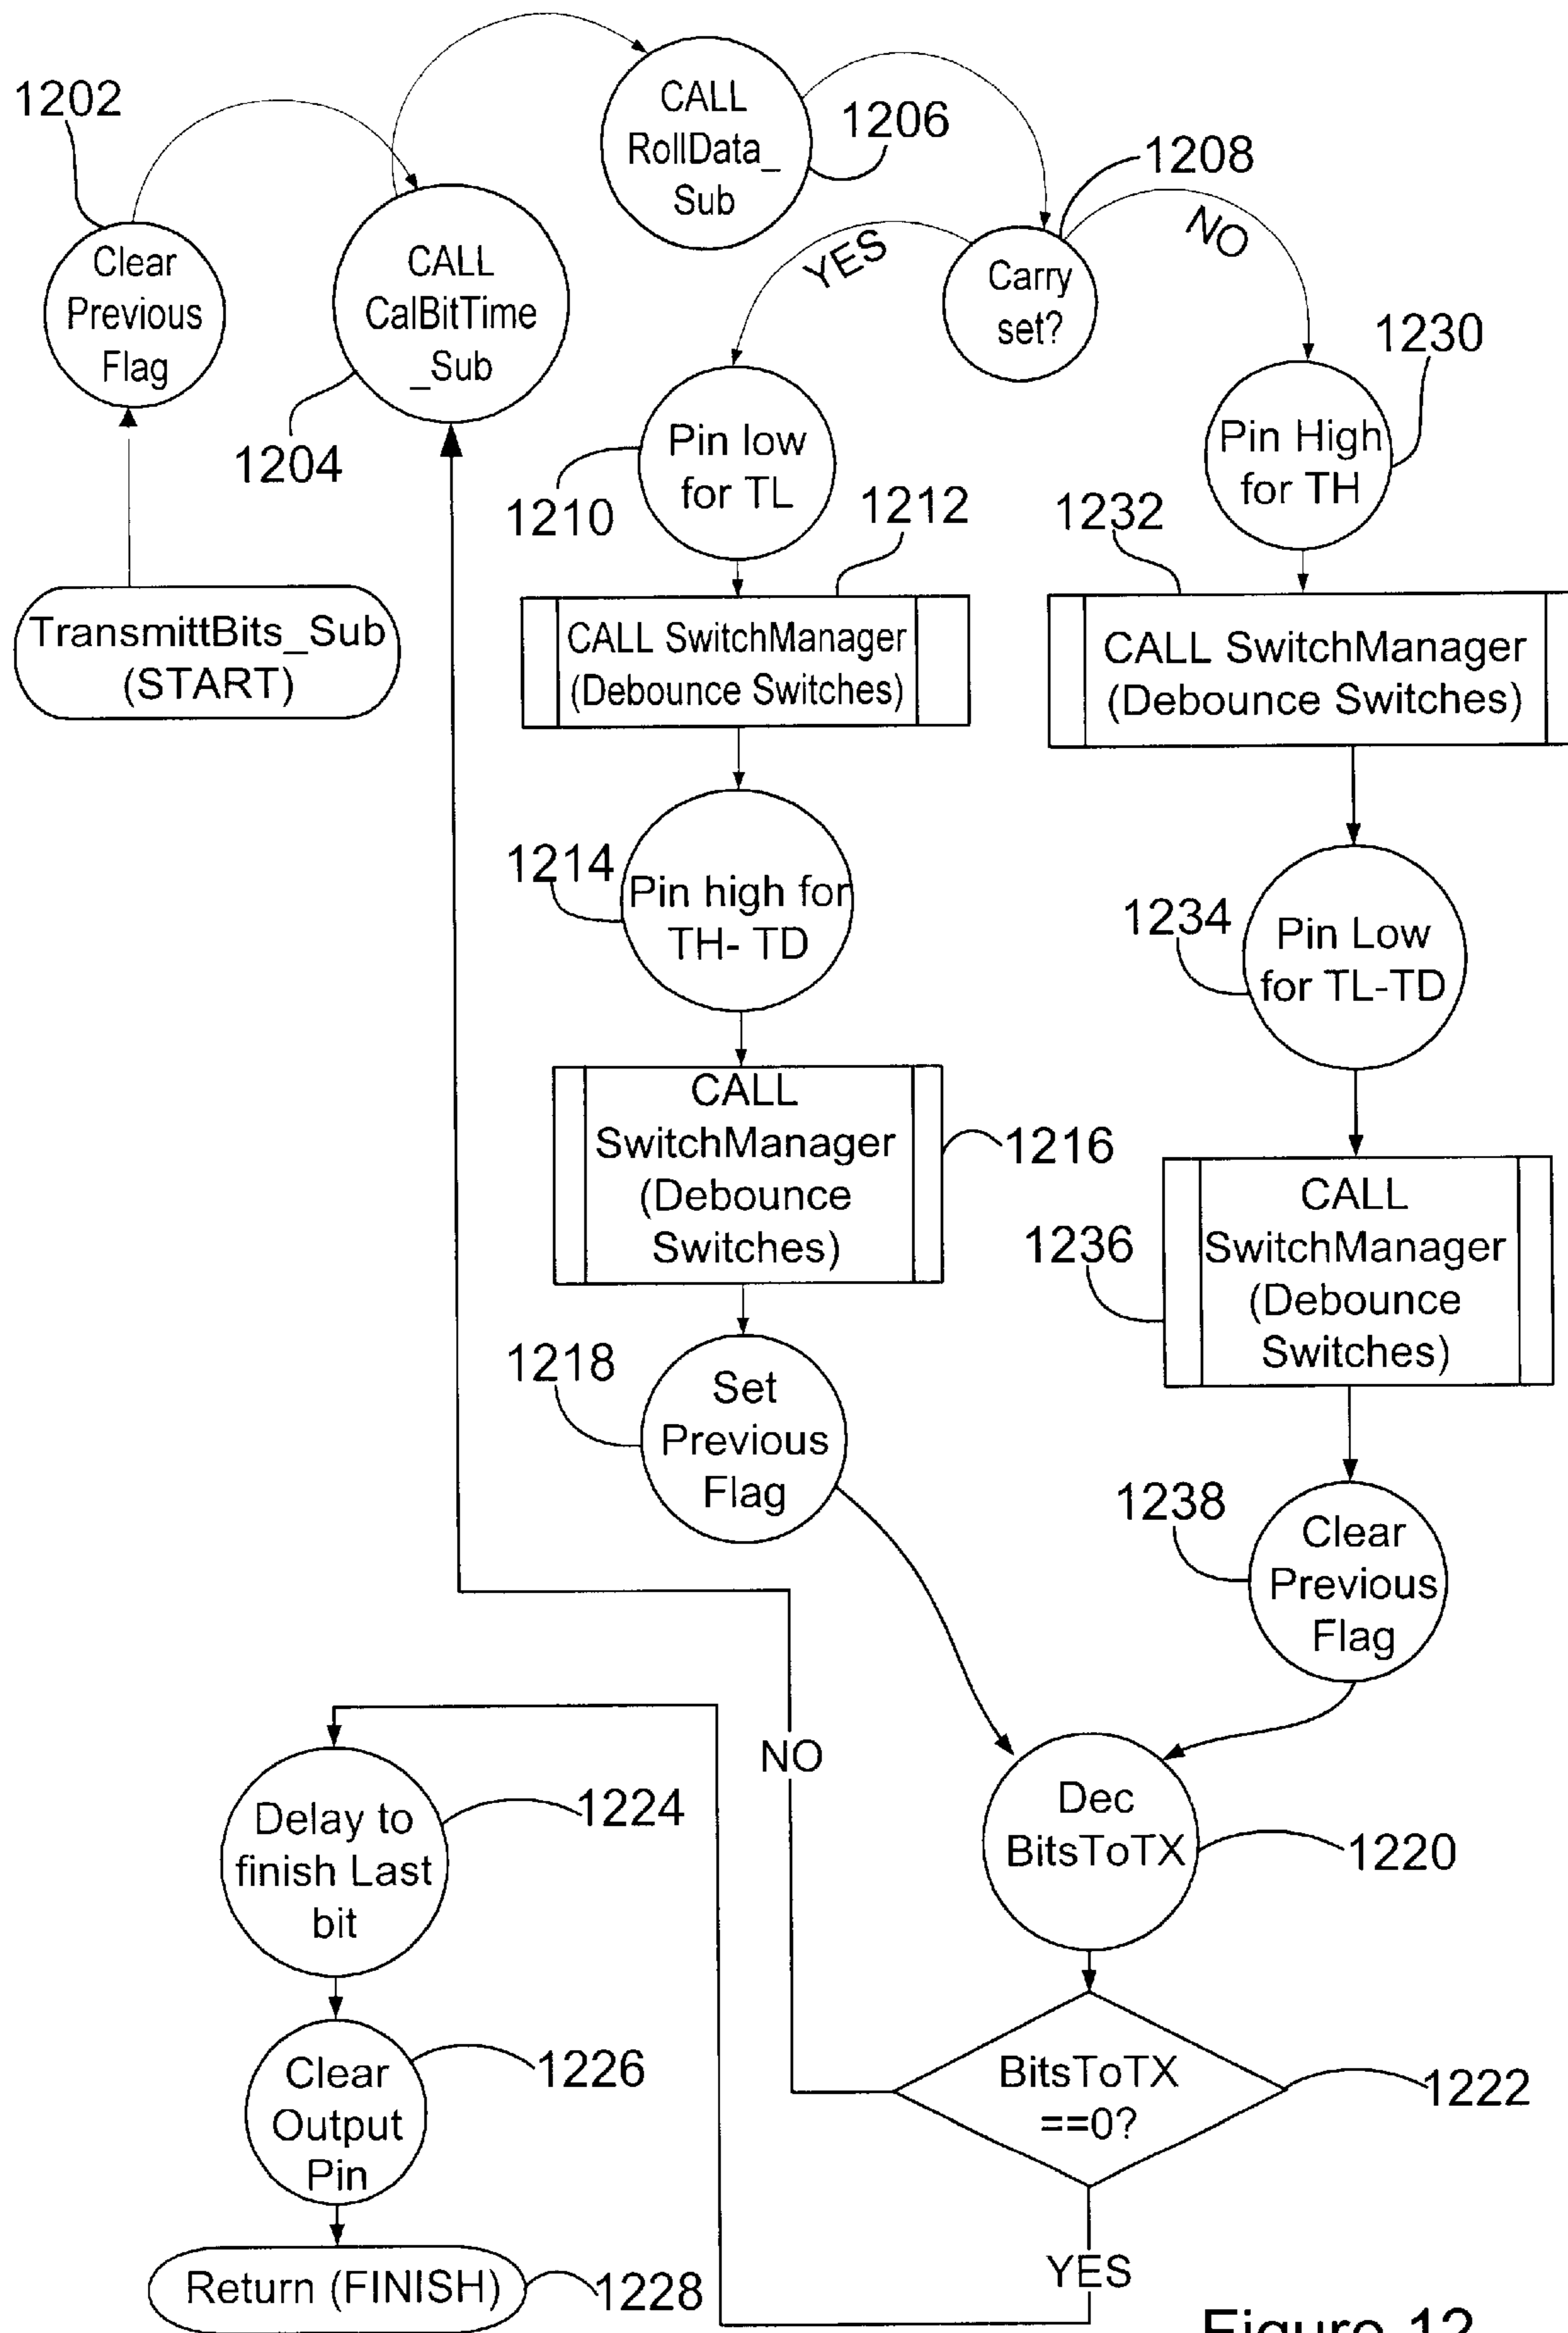 1202
CALL
RollData_
Sub
1206
1208
NO
YES
Clear
Previous
Flag
CALL
CalBitTime
_Sub
Carry
set?
1230
1204
Pin low
for TL
Pin High
for TH
1210
1212
1232
TransmittBits_Sub
(START)
CALL SwitchManager
(Debounce Switches)
CALL SwitchManager
(Debounce Switches)
1214
Pin high for
TH- TD
1234
Pin Low
for TL-TD
CALL
SwitchManager
(Debounce
Switches)
1216
1236
CALL
SwitchManager
(Debounce
Switches)
1218
Set
Previous
Flag
1238
Clear
Previous
Flag
NO
Delay to
finish Last
bit
1224
Dec
BitsToTX
1220
Clear
Output
Pin
1226
BitsToTX
==0?
1222
YES
Return (FINISH)
1228
Figure 12